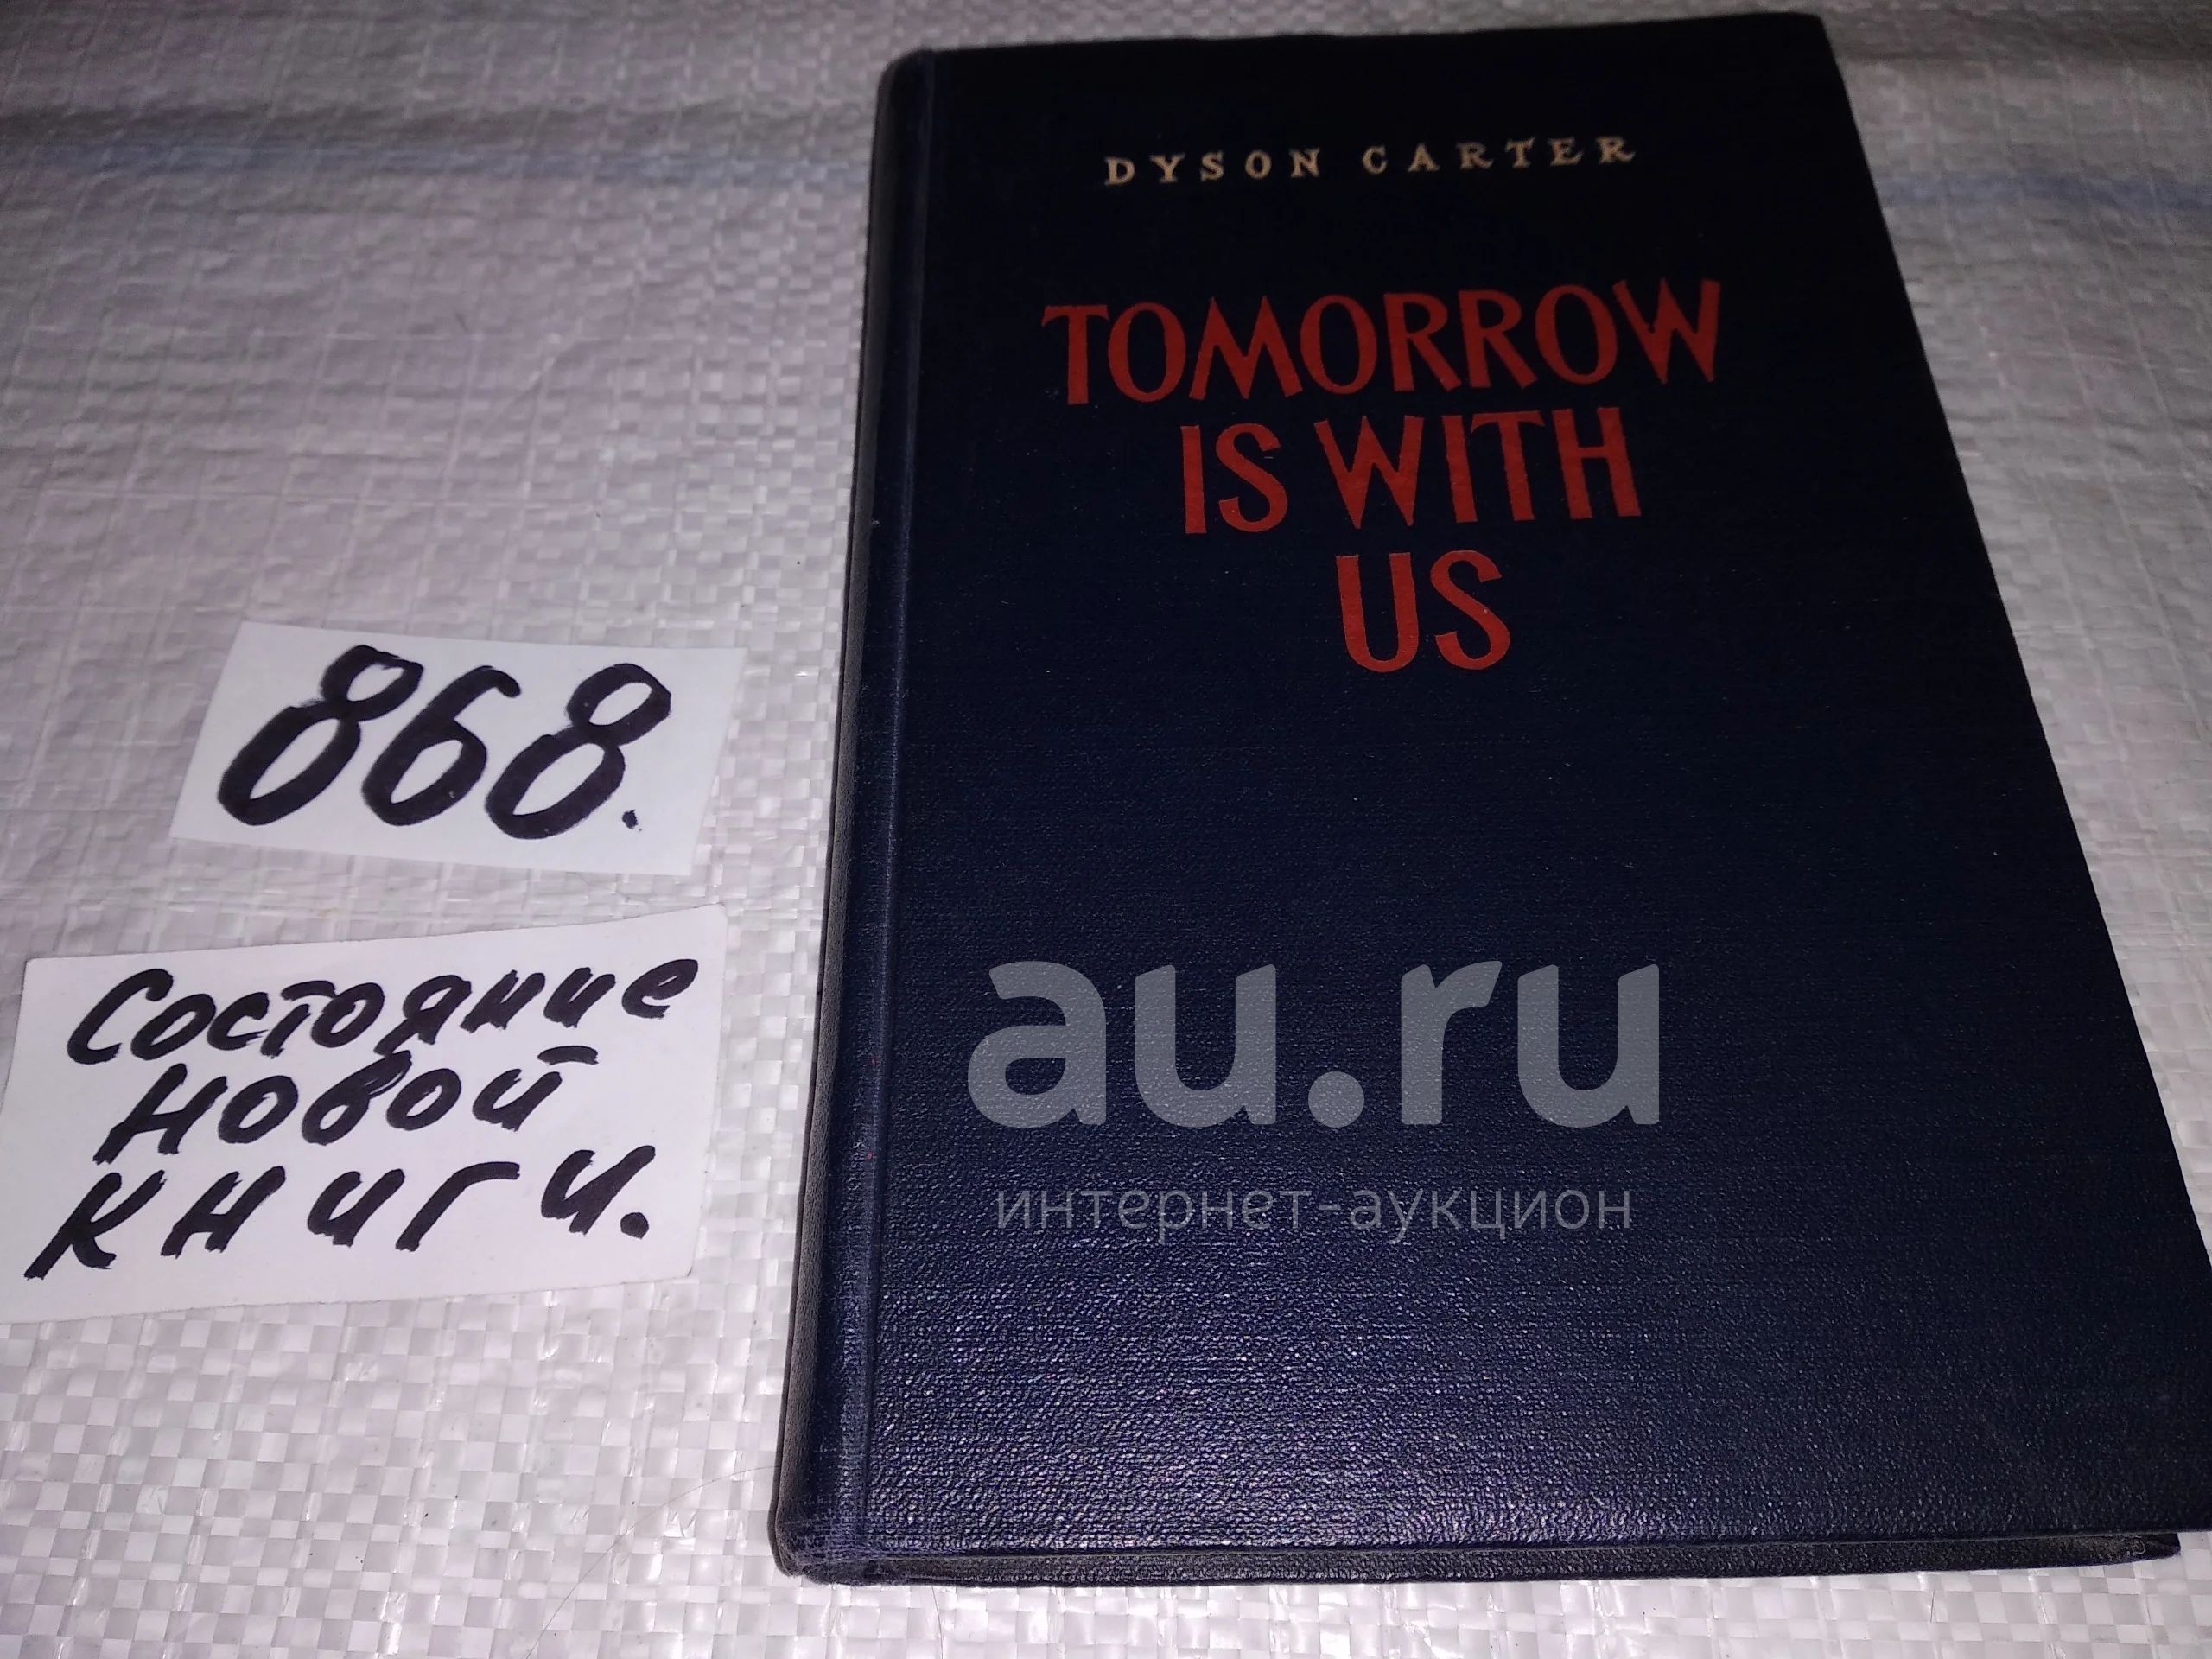 DYSON CARTER
TOMORROW
IS WITH
US
868.
Состояние
новой
книги.
au.ru
интернет-аукцион